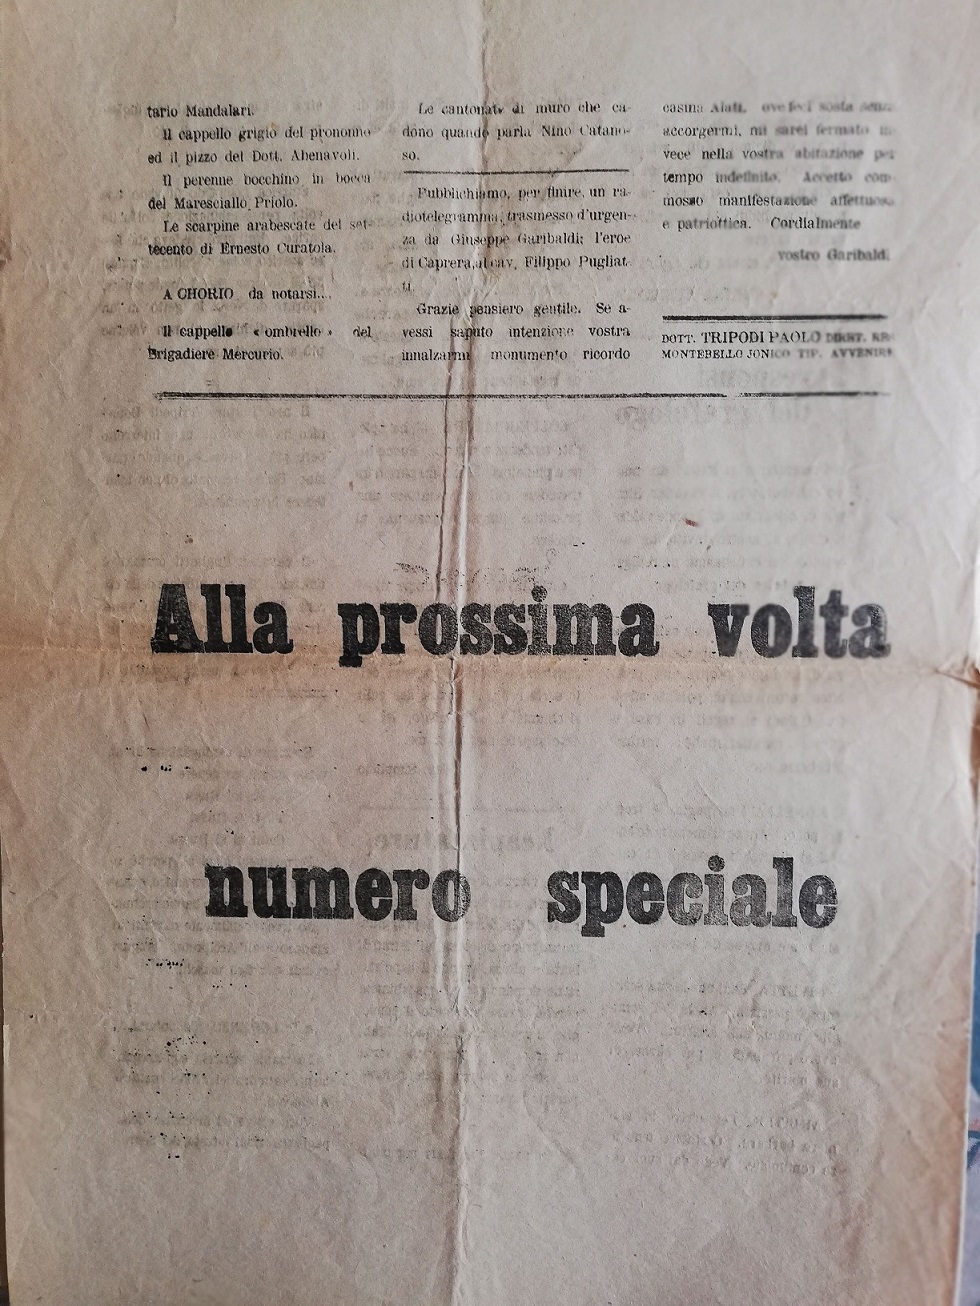 tario Mandalari.
Il cappello grigio del pronome
ed il pizzo del Dott. Abenavoli.
Il perenne bocchino in bocca
del Maresciallo Priolo.
Le scarpine arabescate del set-
tecento di Ernesto Curatola.
A CHORIO da notarsi...
Il cappello « ombrello » del
Brigadiere Mercurio.
Le cantonate di muro che ca-
dono quando parla Nino Catano-
so.
Pubblichiamo, per finire, un ra-
diotelegramma, trasmesso d'urgen-
za da Giuseppe Garibaldi; l'eroe
di Caprera, al cav. Filippo Pugliat-
ti.
Grazie pensiero gentile. Se a-
vessi saputo intenzione vostra
innalzarmi monumento ricordo
casina Aiati, ove feci sosta senza
accorgermi, mi sarei fermato in
vece nella vostra abitazione per
tempo indefinito. Accetto com-
mosso manifestazione affettuosa
e patriottica. Cordialmente
vostro Garibaldi.
DOTT. TRIPODI PAOLO
MONTEBELLO JONICO TIP. AVVENIRE
Alla prossima volta
numero speciale